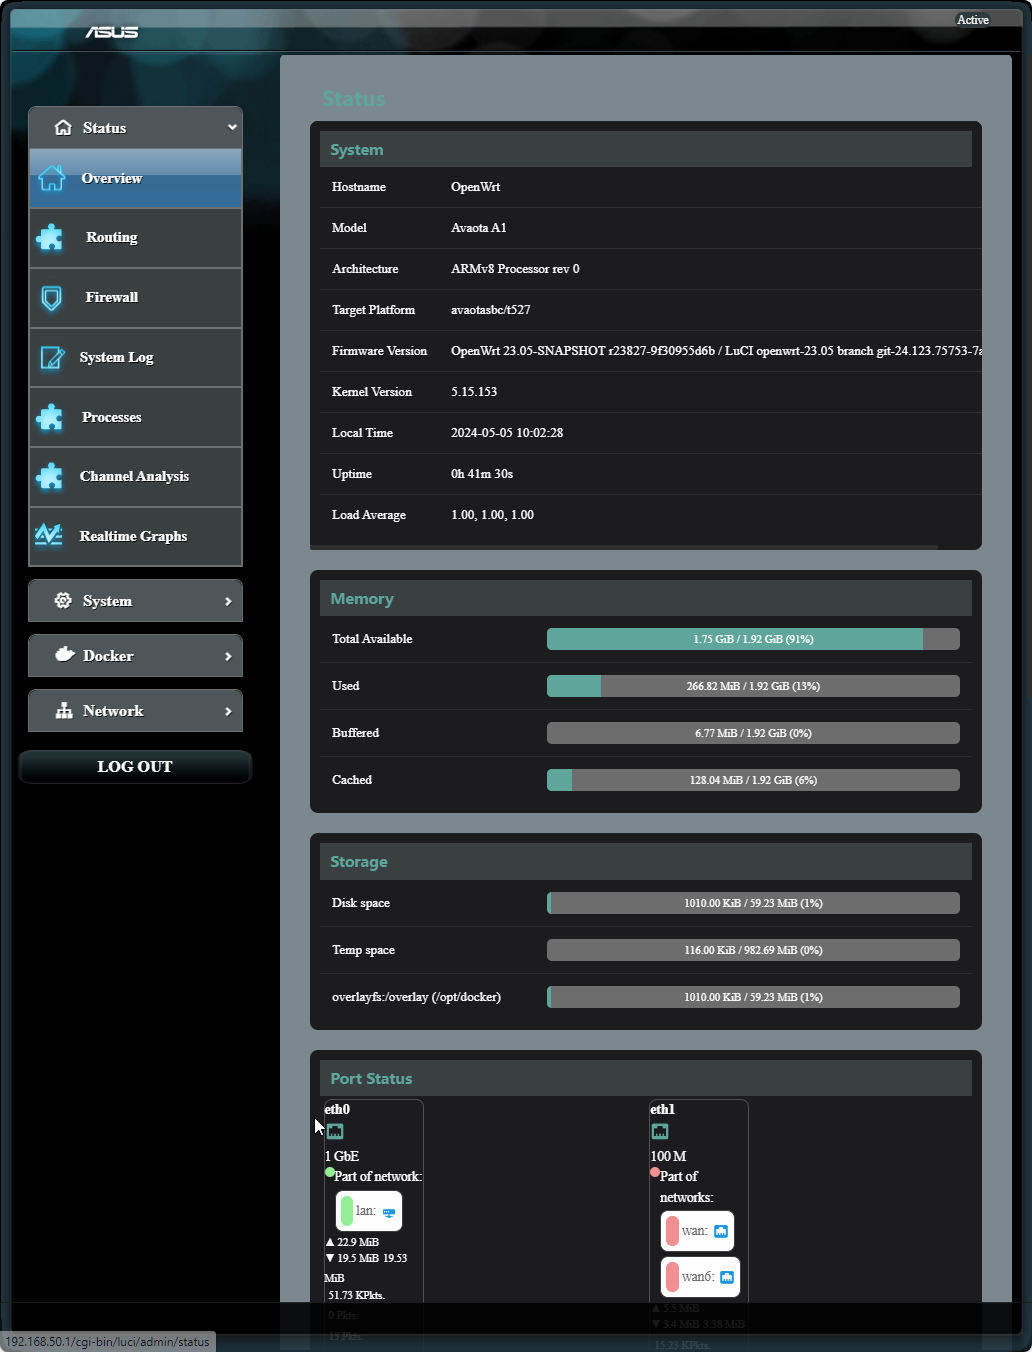 Active
ASUS
Status
Overview
Routing
Firewall
System Log
Processes
Channel Analysis
Realtime Graphs
System
Docker
Network
LOG OUT
Status
System
Hostname OpenWrt
Model Avaota A1
Architecture ARMv8 Processor rev 0
Target Platform avaotasbc/t527
Firmware Version OpenWrt 23.05-SNAPSHOT r23827-9f30955d6b / LuCI openwrt-23.05 branch git-24.123.75753-7a
Kernel Version 5.15.153
Local Time 2024-05-05 10:02:28
Uptime 0h 41m 30s
Load Average 1.00, 1.00, 1.00
Memory
Total Available 1.75 GiB / 1.92 GiB (91%)
Used 266.82 MiB / 1.92 GiB (13%)
Buffered 6.77 MiB / 1.92 GiB (0%)
Cached 128.04 MiB / 1.92 GiB (6%)
Storage
Disk space 1010.00 KiB / 59.23 MiB (1%)
Temp space 116.00 KiB / 982.69 MiB (0%)
overlayfs:/overlay (/opt/docker) 1010.00 KiB / 59.23 MiB (1%)
Port Status
eth0
1 GbE
Part of network:
lan:
▲ 22.9 MiB
▼ 19.5 MiB 19.53
MiB
51.73 KPkts.
0 Pkts.
15 Pkts.
eth1
100 M
Part of
networks:
wan:
wan6:
▲ 5.5 MiB
▼ 3.4 MiB 3.38 MiB
15.23 KPkts.
192.168.50.1/cgi-bin/luci/admin/status